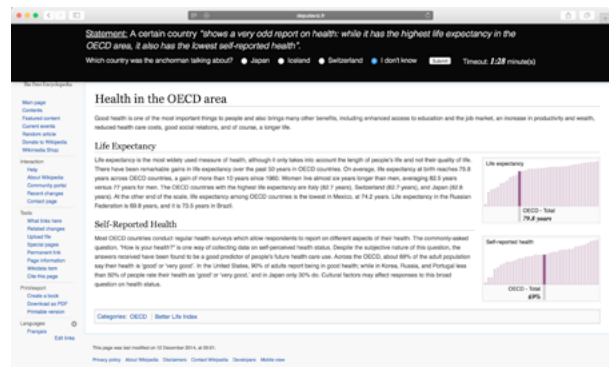 Statement: A certain country "shows a very odd report on health: while it has the highest life expectancy in the
OECD area, it also has the lowest self-reported health".
Which country was the anchorman talking about? Japan Iceland Switzerland I don't know Submit Timeout: 1:28 minute(s)
The Free Encyclopedia
Main page
Contents
Featured content
Current events
Random article
Donate to Wikipedia
Wikimedia Shop
Interaction
Help
About Wikipedia
Community portal
Recent changes
Contact page
Tools
What links here
Related changes
Upload file
Special pages
Permanent link
Page information
Wikidata item
Cite this page
Print/export
Create a book
Download as PDF
Printable version
Languages
Français
Edit links
Health in the OECD area
Good health is one of the most important things to people and also brings many other benefits, including enhanced access to education and the job market, an increase in productivity and wealth,
reduced health care costs, good social relations, and of course, a longer life.
Life Expectancy
Life expectancy is the most widely used measure of health, although it only takes into account the length of people's life and not their quality of life.
There have been remarkable gains in life expectancy over the past 50 years in OECD countries. On average, life expectancy at birth reaches 79.8
years across OECD countries, a gain of more than 10 years since 1960. Women live almost six years longer than men, averaging 82.5 years
versus 77 years for men. The OECD countries with the highest life expectancy are Italy (82.7 years), Switzerland (82.7 years), and Japan (82.8
years). At the other end of the scale, life expectancy among OECD countries is the lowest in Mexico, at 74.2 years. Life expectancy in the Russian
Federation is 69.8 years, and it is 73.5 years in Brazil.
Life expectancy
OECD - Total
79.8 years
Self-Reported Health
Most OECD countries conduct regular health surveys which allow respondents to report on different aspects of their health. The commonly-asked
question, "How is your health?" is one way of collecting data on self-perceived health status. Despite the subjective nature of this question, the
answers received have been found to be a good predictor of people's future health care use. Across the OECD, about 69% of the adult population
say their health is 'good' or 'very good'. In the United States, 90% of adults report being in good health; while in Korea, Russia, and Portugal less
than 50% of people rate their health as 'good' or 'very good,' and in Japan only 30% do. Cultural factors may affect responses to this broad
question on health status.
Self-reported health
OECD - Total
69%
Categories: OECD | Better Life Index
This page was last modified on 10 December 2014, at
Privacy policy About Wikipedia Disclaimers Contact Wikipedia Developers Mobile view